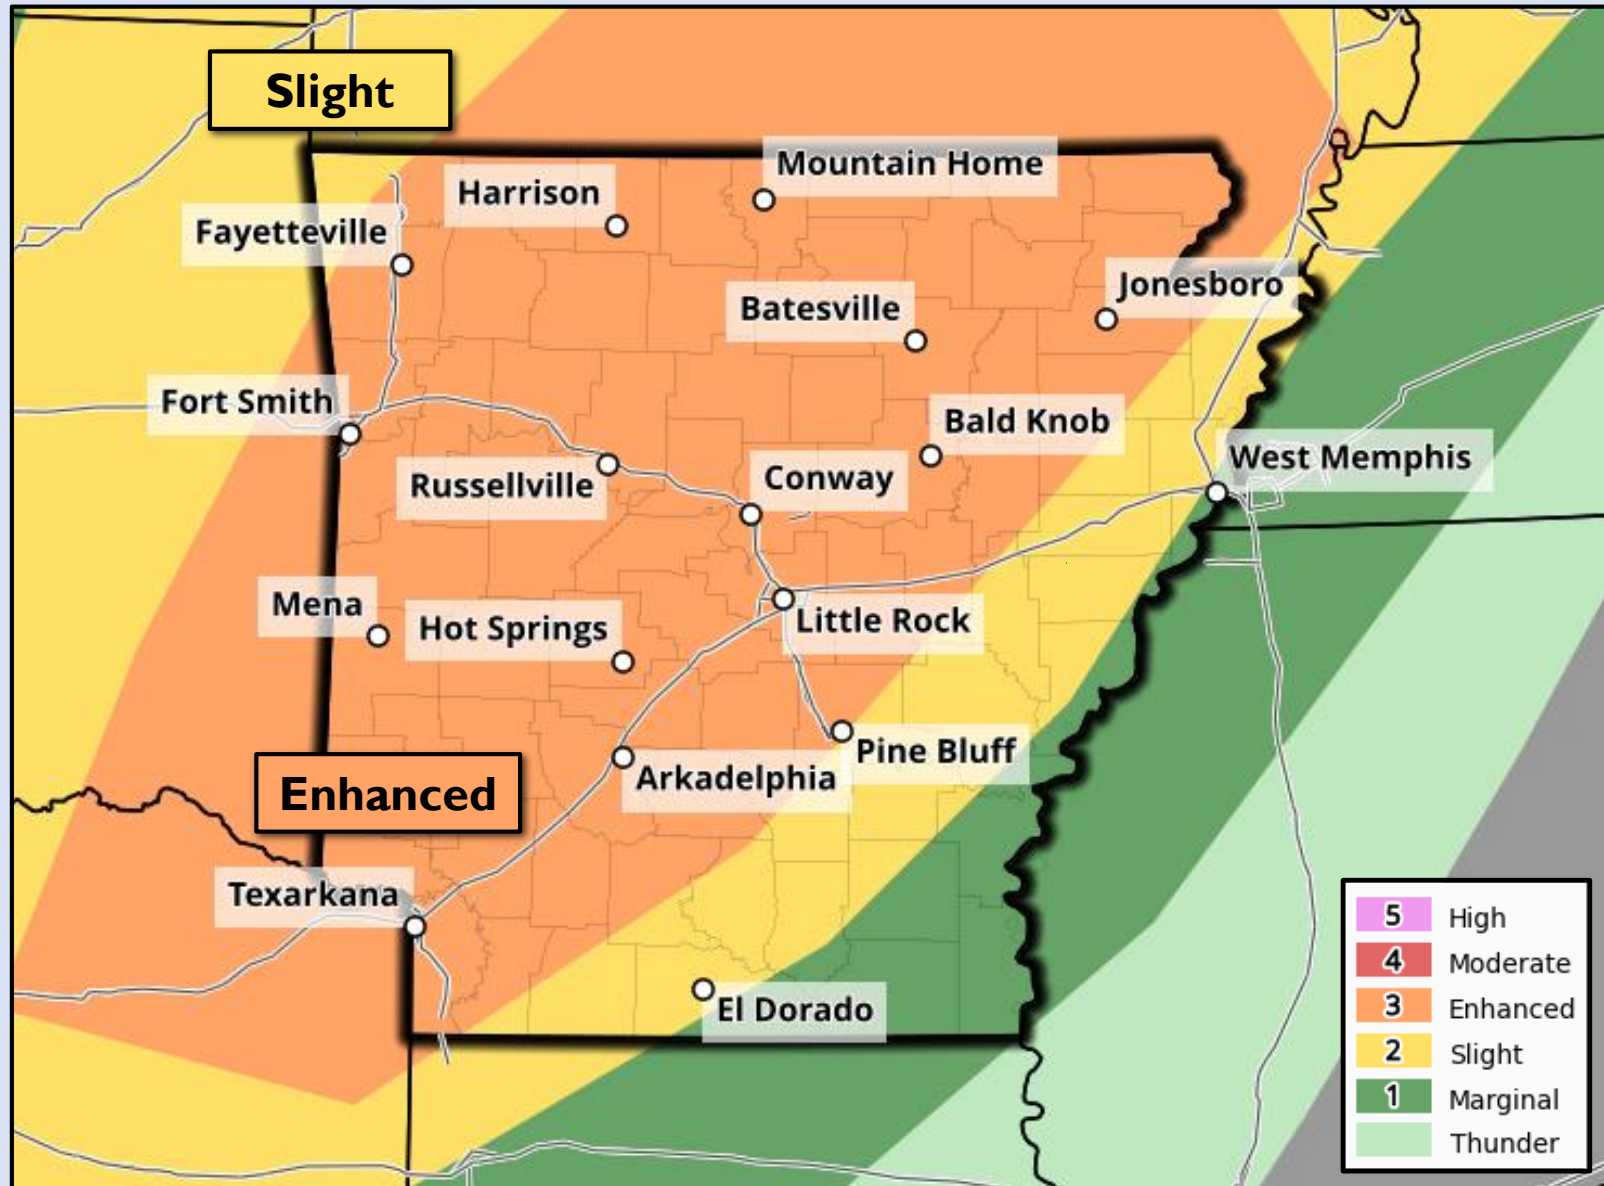 Slight
Mountain Home
Harrison
Fayetteville
Jonesboro
Batesville
Fort Smith
Bald Knob
West Memphis
Conway
Russellville
Mena
Hot Springs
Little Rock
Pine Bluff
Arkadelphia
Enhanced
Texarkana
El Dorado
5 High
4 Moderate
3 Enhanced
2 Slight
1 Marginal
Thunder